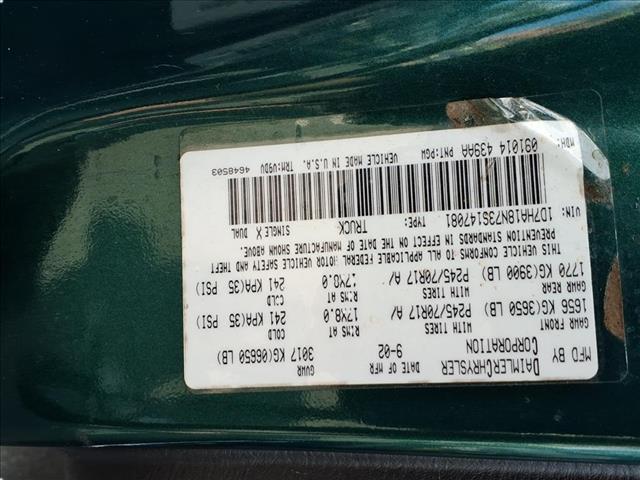 MFD BY DAIMLERCHRYSLER CORPORATION
DATE OF MFR 9-02
GVWR 3017 KG(06650 LB)
GAWR FRONT 1656 KG(3650 LB)
WITH TIRES P245/70R17 A/
RIMS AT 17X8.0
COLD 241 KPA(35 PSI)
GAWR REAR 1770 KG(3900 LB)
WITH TIRES P245/70R17 A/
RIMS AT 17X8.0
COLD 241 KPA(35 PSI)
THIS VEHICLE CONFORMS TO ALL APPLICABLE FEDERAL MOTOR VEHICLE SAFETY AND THEFT
PREVENTION STANDARDS IN EFFECT ON THE DATE OF MANUFACTURE SHOWN ABOVE.
VIN: 1D7HA18N73S147081 TYPE: TRUCK SINGLE X DUAL
MDH: 091014 439AA PNT:PGW VEHICLE MADE IN U.S.A. TRM:V9DV 4648503